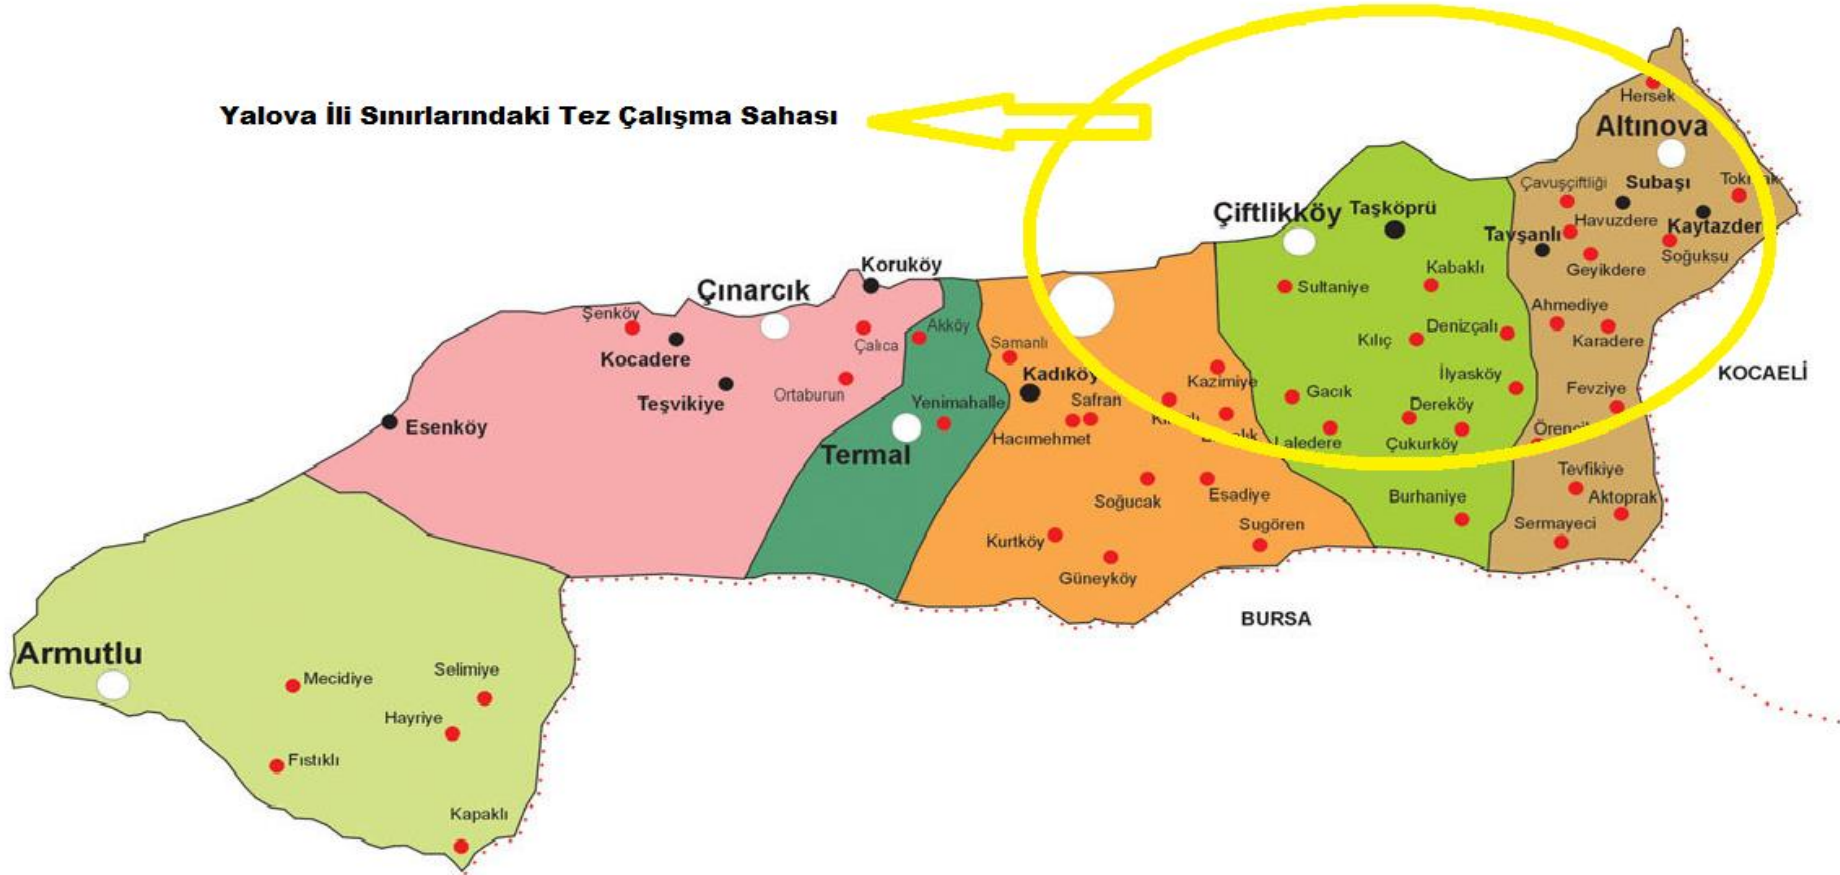 Yalova İli Sınırlarındaki Tez Çalışma Sahası
Hersek
Altınova
Çavuşçiftliği
Subaşı
Havuzdere
Kaytazder
Tavşanlı
Geyikdere
Soğuksu
Çiftlikköy
Taşköprü
Sultaniye
Kabaklı
Ahmediye
Denizçalı
Karadere
Kılıç
İlyasköy
KOCAELİ
Fevziye
Gacık
Dereköy
Laledere
Çukurköy
Tevfikiye
Aktoprak
Burhaniye
Sermayeci
Koruköy
Çınarcık
Şenköy
Akköy
Çalıca
Kocadere
Samanlı
Kadıköy
Kazimiye
Teşvikiye
Ortaburun
Yenimahalle
Safran
Esenköy
Hacımehmet
Termal
Soğucak
Esadiye
Sugören
Kurtköy
Güneyköy
BURSA
Armutlu
Mecidiye
Selimiye
Hayriye
Fıstıklı
Kapaklı